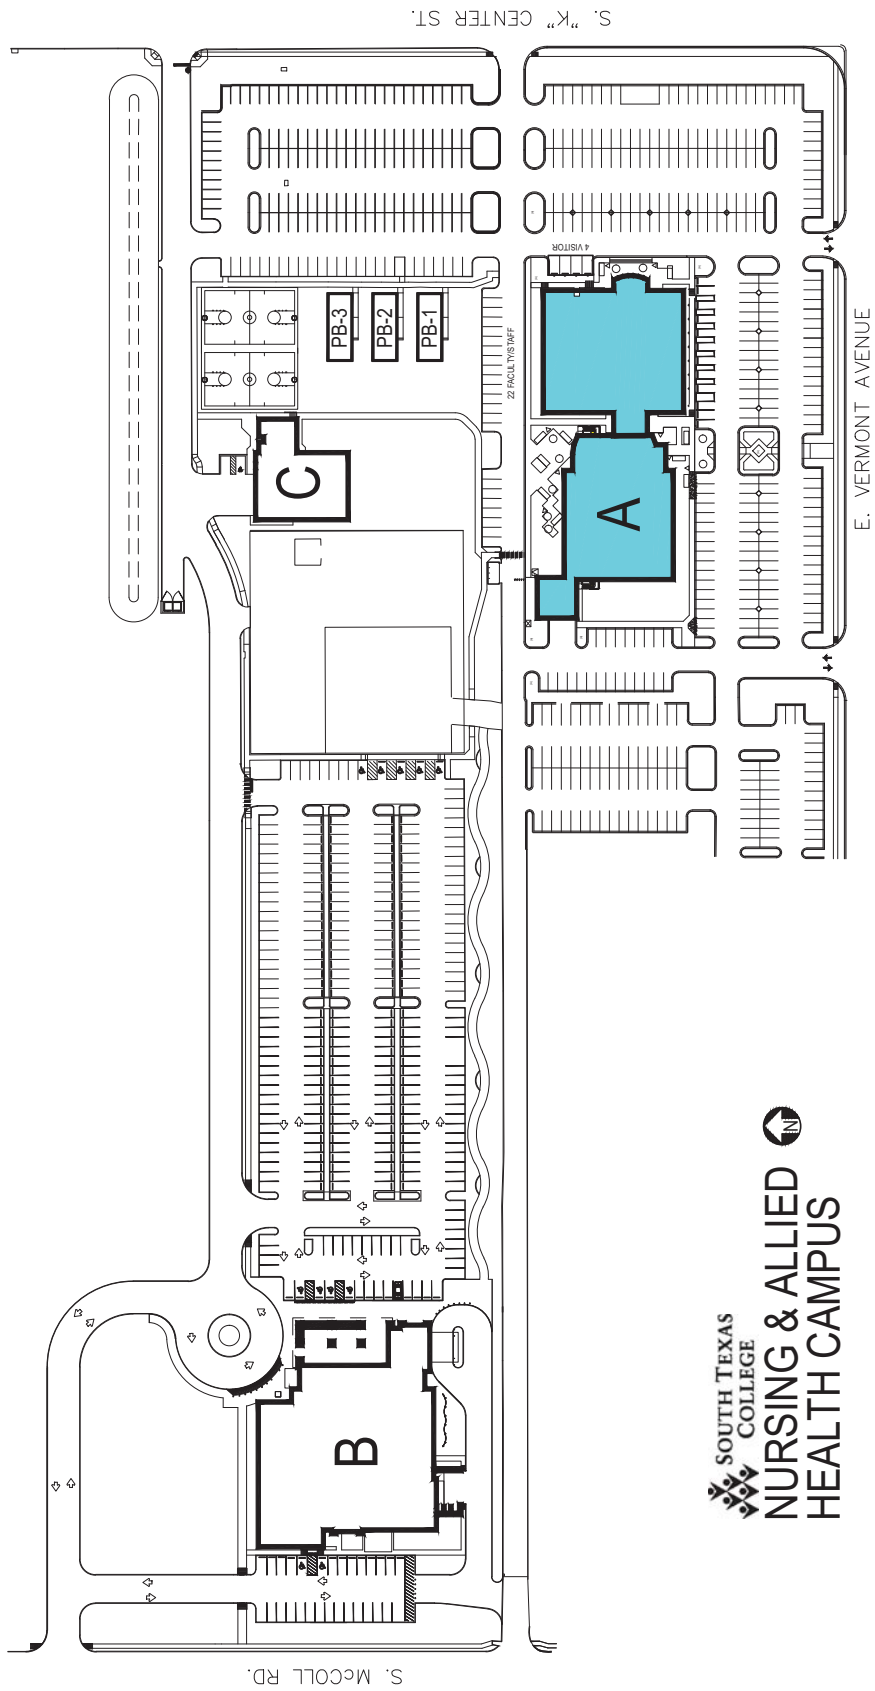 S. "K" CENTER ST.
4 VISITOR
PB-3
PB-2
PB-1
22 FACULTY/STAFF
E. VERMONT AVENUE
C
A
B
N
SOUTH TEXAS
COLLEGE
NURSING & ALLIED
HEALTH CAMPUS
S. McCOLL RD.